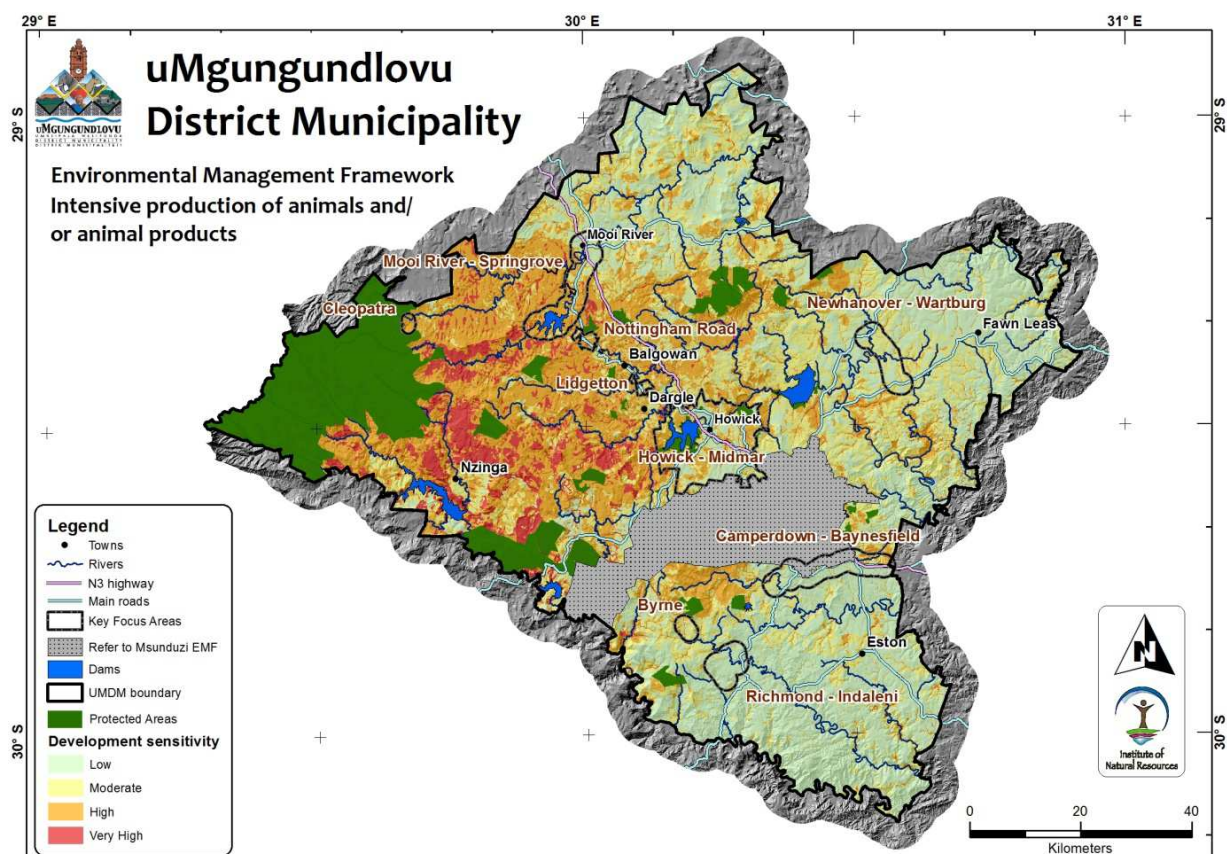 29° E
30° E
31° E
uMgungundlovu
District Municipality
uMGUNGUNDLOVU
Environmental Management Framework
Intensive production of animals and/
or animal products
29° S
29° S
Mooi River
Mooi River - Springrove
Cleopatra
Newhanover - Wartburg
Nottingham Road
Fawn Leas
Balgowan
Lidgetton
Dargle
Howick
Howick - Midmar
Nzinga
Camperdown - Baynesfield
Byrne
Eston
Richmond - Indaleni
Legend
Towns
Rivers
N3 highway
Main roads
Key Focus Areas
Refer to Msunduzi EMF
Dams
UMDM boundary
Protected Areas
Development sensitivity
Low
Moderate
High
Very High
30° S
30° S
N
Institute of
Natural Resources
0 20 40
Kilometers